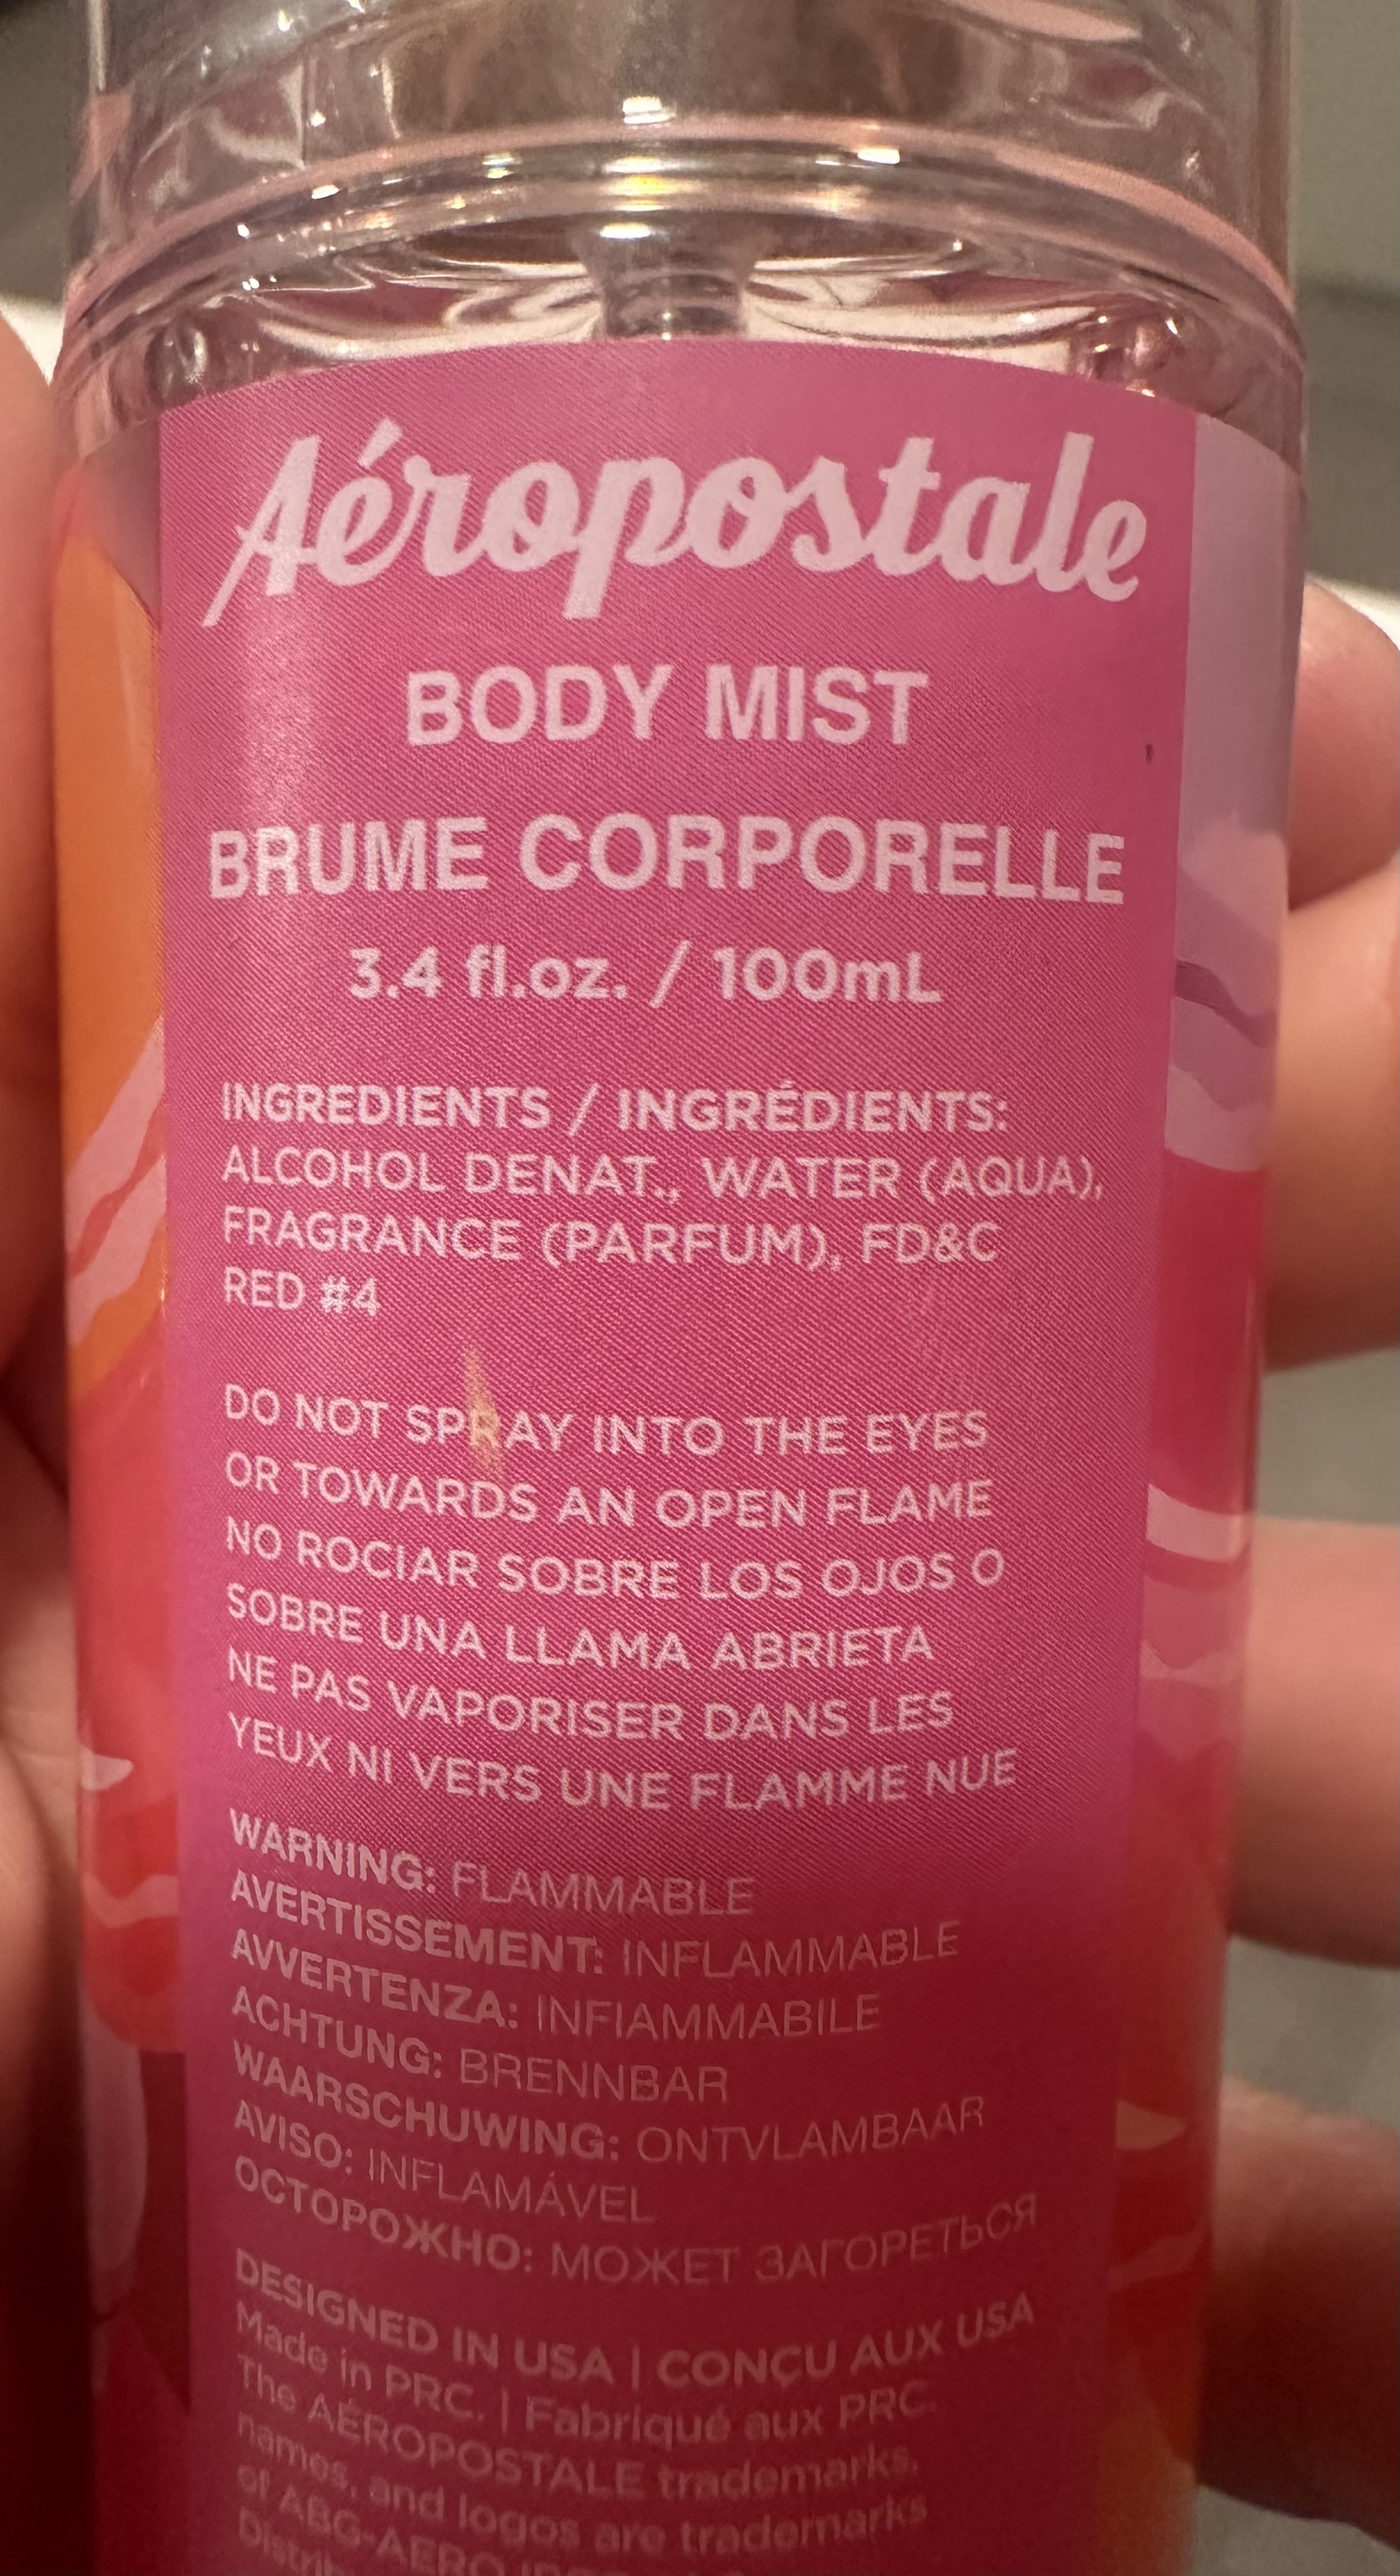 Aéropostale
BODY MIST
BRUME CORPORELLE
3.4 fl.oz. / 100mL
INGREDIENTS / INGRÉDIENTS:
ALCOHOL DENAT., WATER (AQUA),
FRAGRANCE (PARFUM), FD&C
RED #4
DO NOT SPRAY INTO THE EYES
OR TOWARDS AN OPEN FLAME
NO ROCIAR SOBRE LOS OJOS O
SOBRE UNA LLAMA ABRIETA
NE PAS VAPORISER DANS LES
YEUX NI VERS UNE FLAMME NUE
WARNING: FLAMMABLE
AVERTISSEMENT: INFLAMMABLE
AVVERTENZA: INFIAMMABILE
ACHTUNG: BRENNBAR
WAARSCHUWING: ONTVLAMBAAR
AVISO: INFLAMÁVEL
ОСТОРОЖНО: МОЖЕТ ЗАГОРЕТЬСЯ
DESIGNED IN USA | CONÇU AUX USA
Made in PRC. | Fabriqué aux PRC.
The AÉROPOSTALE trademarks,
names, and logos are trademarks
of ABG-AERO